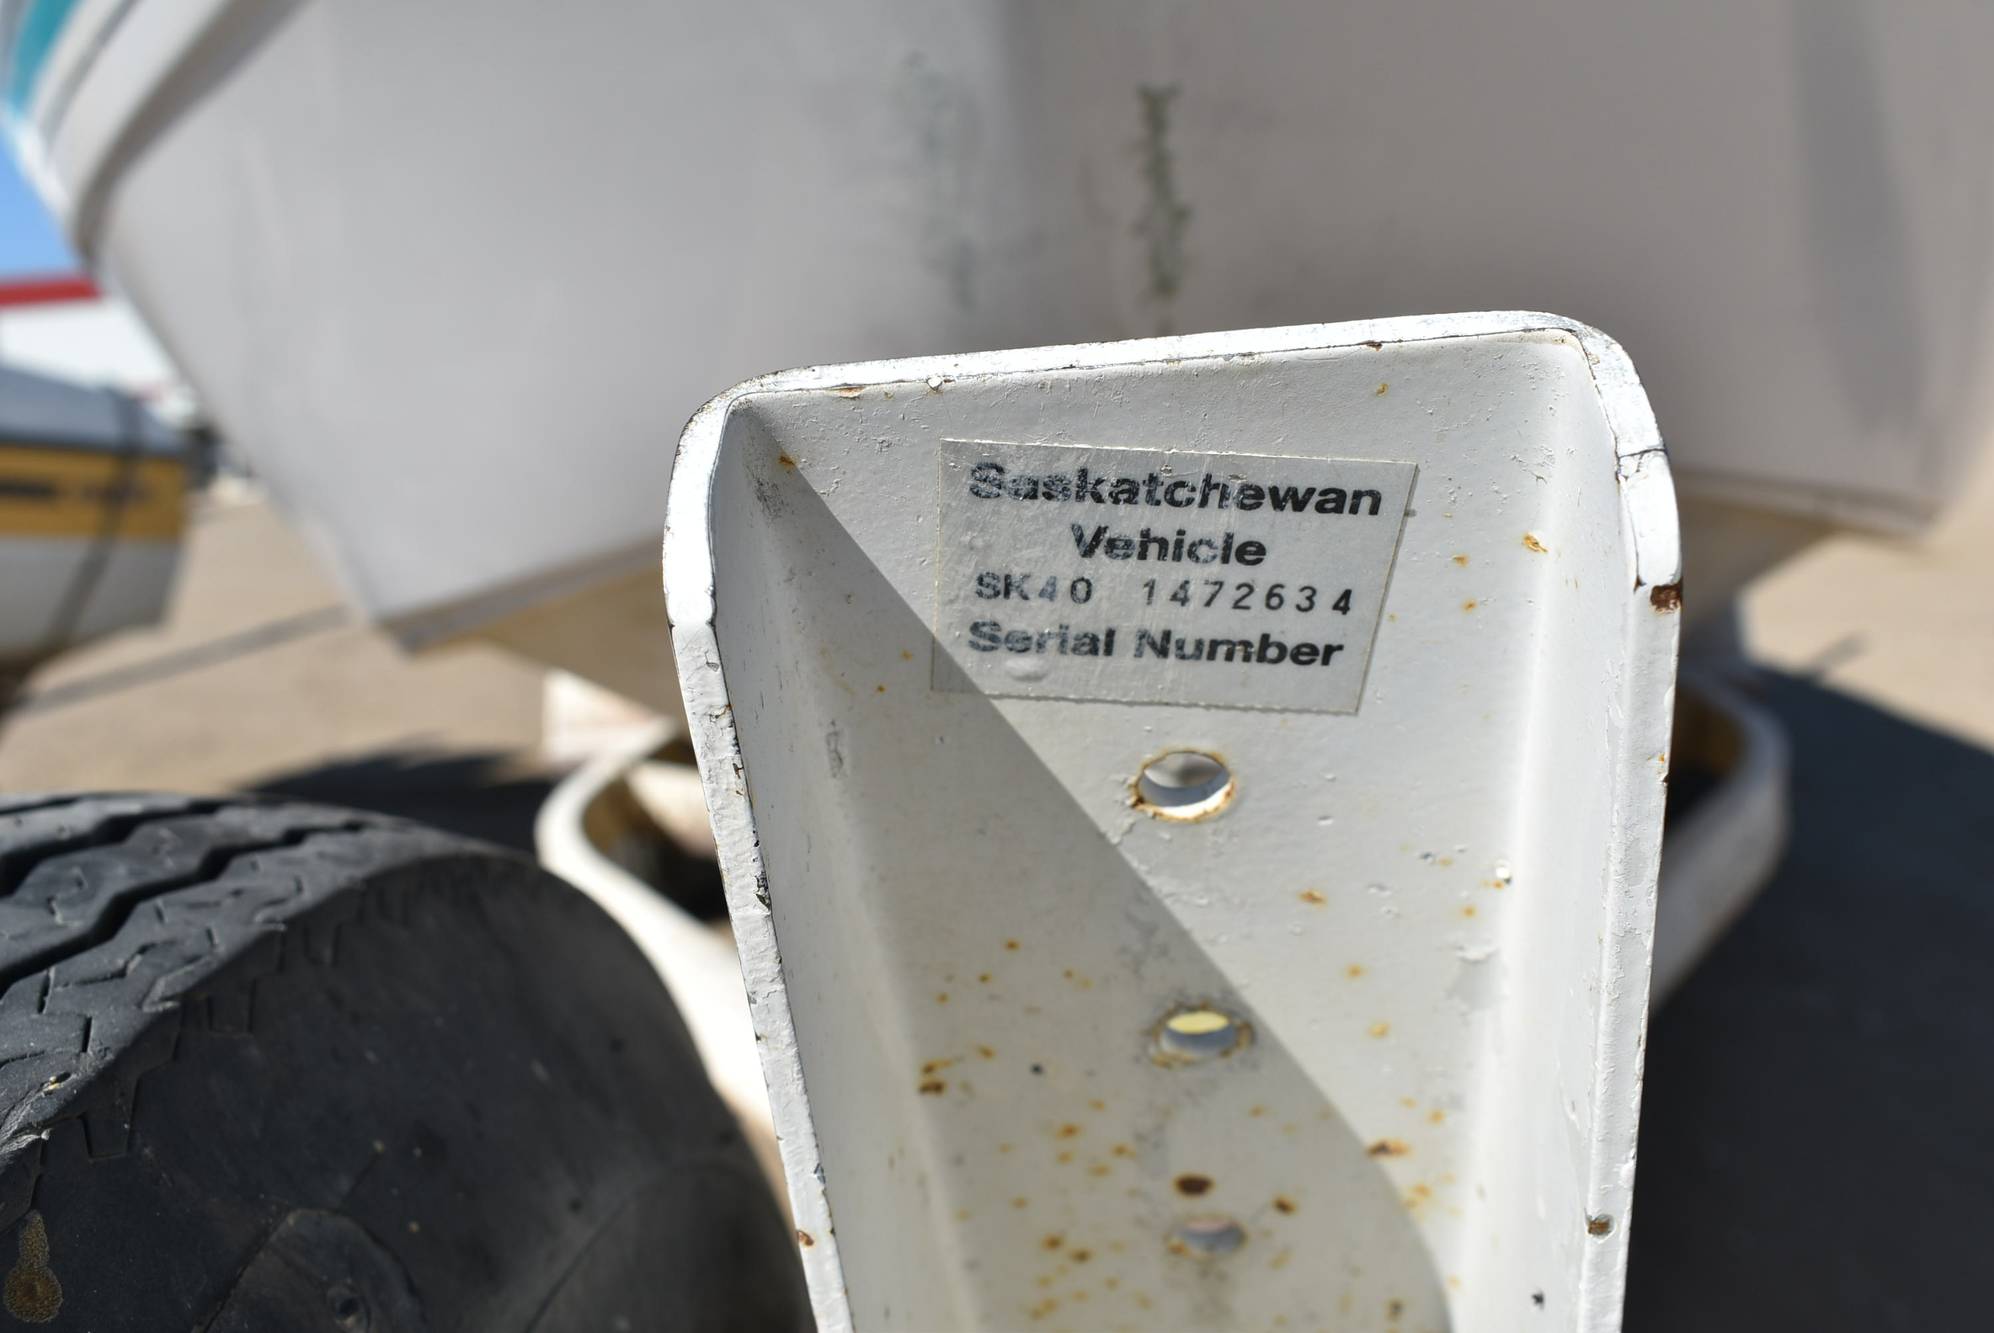 Saskatchewan
Vehicle
SK40 1472634
Serial Number